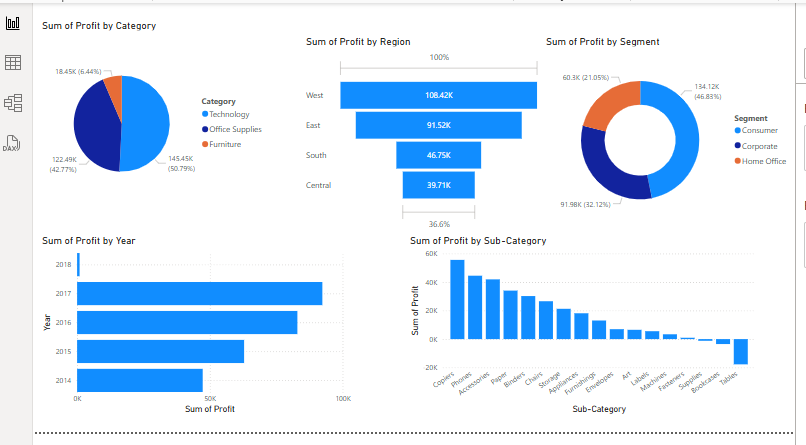 Sum of Profit by Category
18.45K (6.44%)
122.49K
(42.77%)
145.45K
(50.79%)
Category
Technology
Office Supplies
Furniture
Sum of Profit by Region
100%
West
108.42K
East
91.52K
South
46.75K
Central
39.71K
36.6%
Sum of Profit by Segment
60.3K (21.05%)
134.12K
(46.83%)
91.98K (32.12%)
Segment
Consumer
Corporate
Home Office
DAX
Sum of Profit by Year
Year
2018
2017
2016
2015
2014
0K
50K
100K
Sum of Profit
Sum of Profit by Sub-Category
Sum of Profit
60K
40K
20K
0K
20K
Copiers
Phones
Accessories
Paper
Binders
Chairs
Storage
Appliances
Furnishings
Envelopes
Art
Labels
Machines
Fasteners
Supplies
Bookcases
Tables
Sub-Category